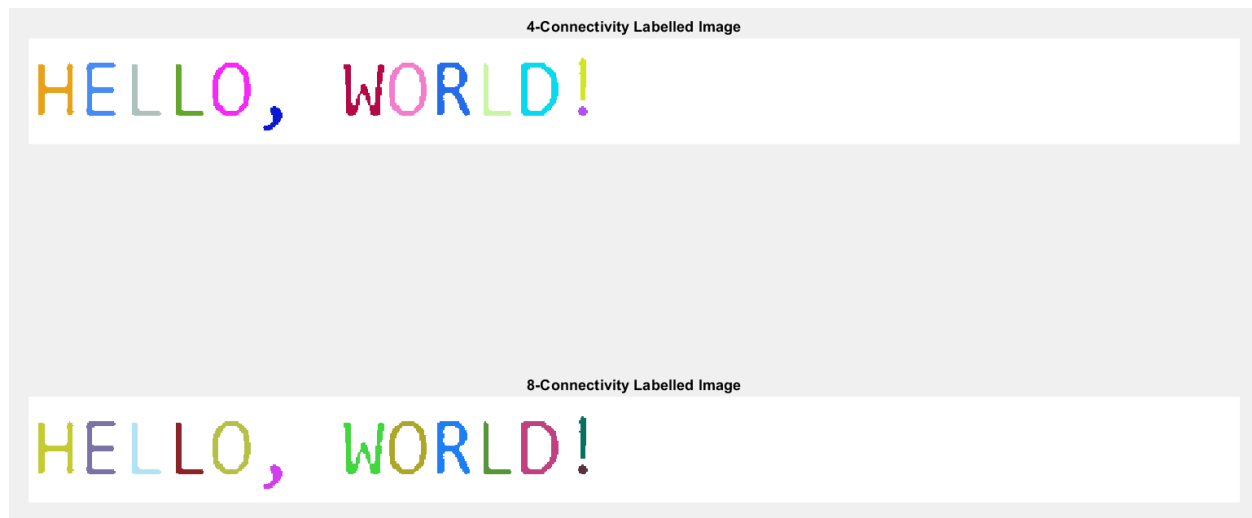 4-Connectivity Labelled Image
HELLO, WORLD!
8-Connectivity Labelled Image
HELLO, WORLD!